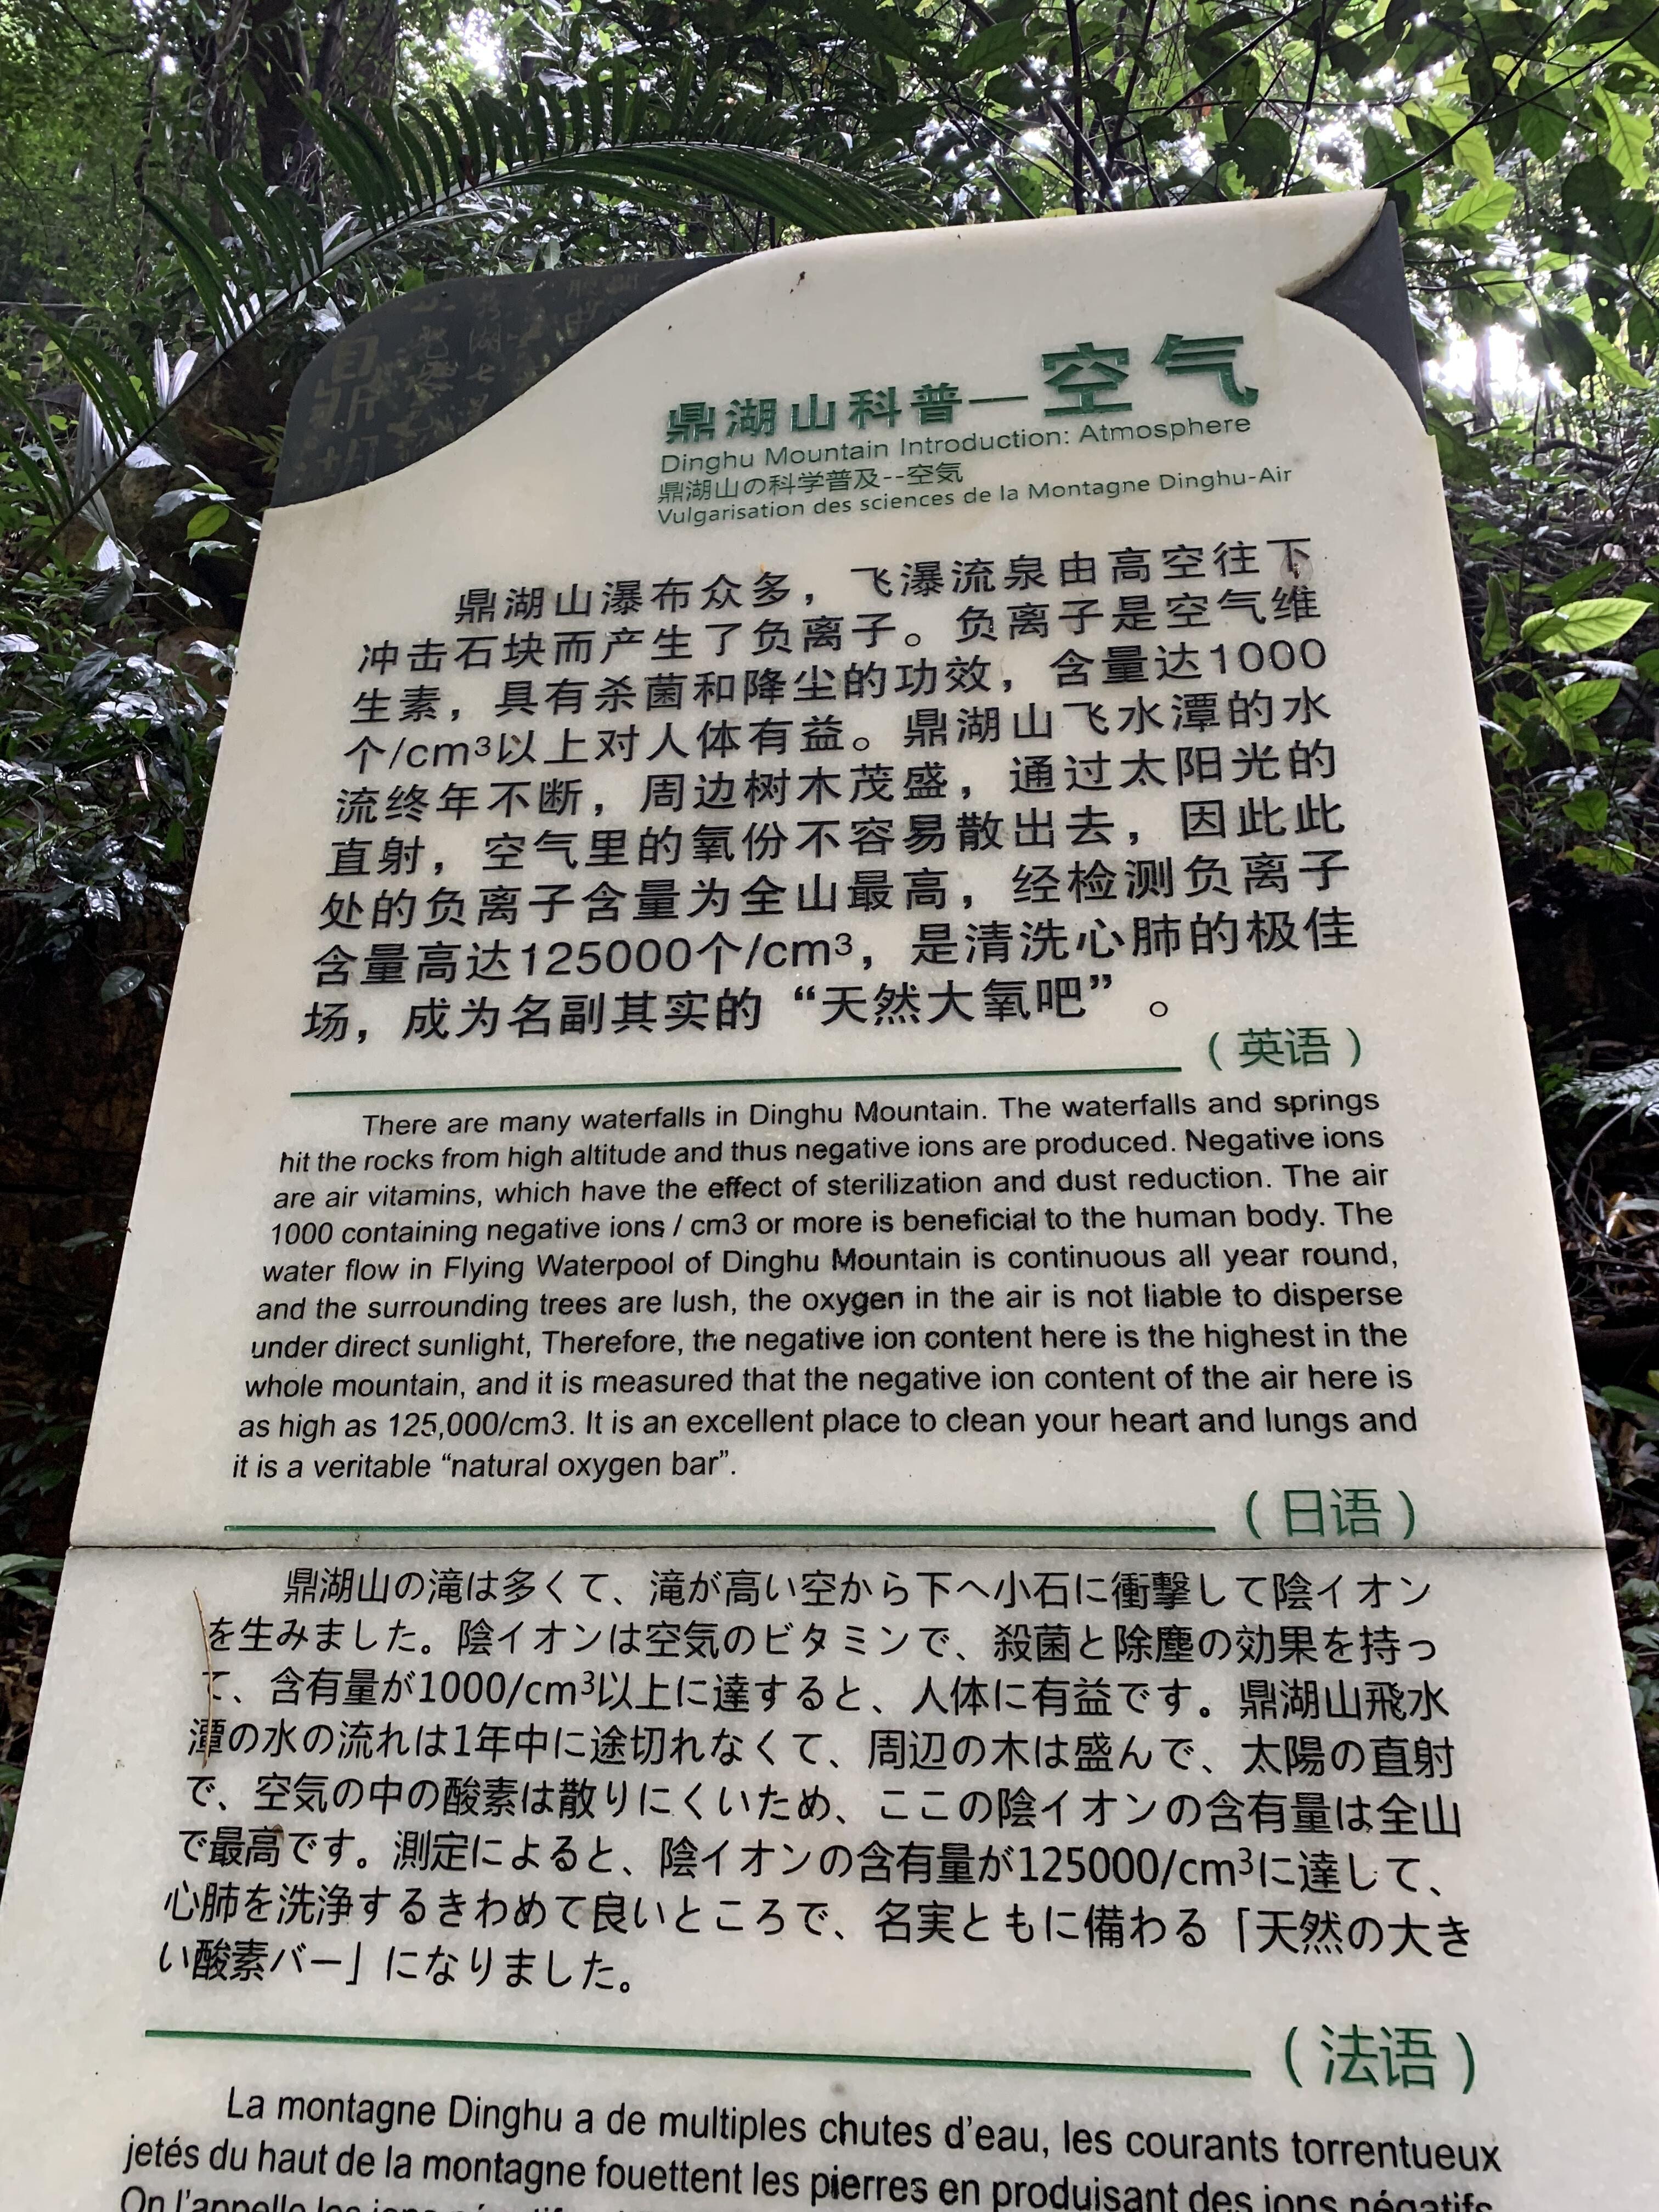 鼎湖山科普—空气
Dinghu Mountain Introduction: Atmosphere
鼎湖山の科学普及--空気
Vulgarisation des sciences de la Montagne Dinghu-Air
鼎湖山瀑布众多，飞瀑流泉由高空往下
冲击石块而产生了负离子。负离子是空气维
生素，具有杀菌和降尘的功效，含量达1000
个/cm³以上对人体有益。鼎湖山飞水潭的水
流终年不断，周边树木茂盛，通过太阳光的
直射，空气里的氧份不容易散出去，因此此
处的负离子含量为全山最高，经检测负离子
含量高达125000个/cm³，是清洗心肺的极佳
场，成为名副其实的“天然大氧吧”。
（英语）
There are many waterfalls in Dinghu Mountain. The waterfalls and springs
hit the rocks from high altitude and thus negative ions are produced. Negative ions
are air vitamins, which have the effect of sterilization and dust reduction. The air
1000 containing negative ions / cm3 or more is beneficial to the human body. The
water flow in Flying Waterpool of Dinghu Mountain is continuous all year round,
and the surrounding trees are lush, the oxygen in the air is not liable to disperse
under direct sunlight, Therefore, the negative ion content here is the highest in the
whole mountain, and it is measured that the negative ion content of the air here is
as high as 125,000/cm3. It is an excellent place to clean your heart and lungs and
it is a veritable “natural oxygen bar”.
（日语）
鼎湖山の滝は多くて、滝が高い空から下へ小石に衝撃して陰イオン
を生みました。陰イオンは空気のビタミンで、殺菌と除塵の効果を持っ
て、含有量が1000/cm³以上に達すると、人体に有益です。鼎湖山飛水
潭の水の流れは1年中に途切れなくて、周辺の木は盛んで、太陽の直射
で、空気の中の酸素は散りにくいため、ここの陰イオンの含有量は全山
で最高です。測定によると、陰イオンの含有量が125000/cm³に達して、
心肺を洗浄するきわめて良いところで、名実ともに備わる「天然の大き
い酸素バー」になりました。
（法语）
La montagne Dinghu a de multiples chutes d’eau, les courants torrentueux
jetés du haut de la montagne fouettent les pierres en produisant des ions négatifs.
On l’appelle les ions